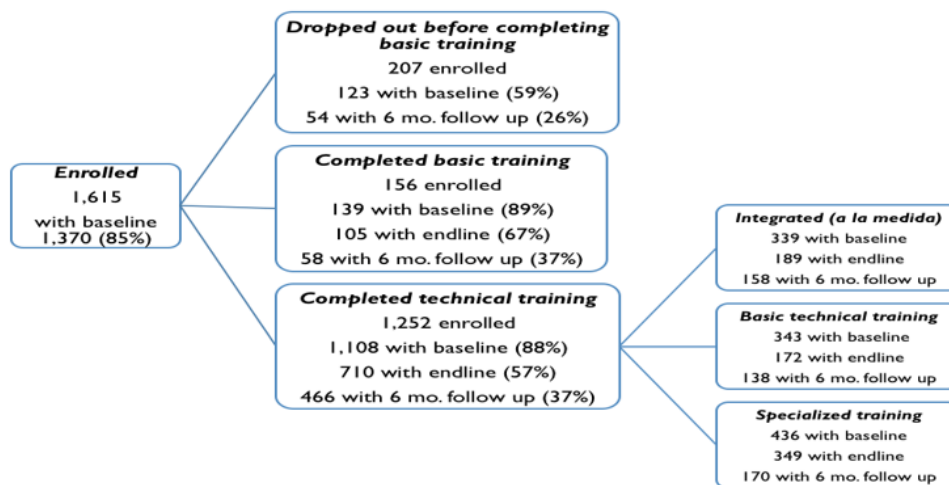 Dropped out before completing
basic training
207 enrolled
123 with baseline (59%)
54 with 6 mo. follow up (26%)
Enrolled
1,615
with baseline
1,370 (85%)
Completed basic training
156 enrolled
139 with baseline (89%)
105 with endline (67%)
58 with 6 mo. follow up (37%)
Completed technical training
1,252 enrolled
1,108 with baseline (88%)
710 with endline (57%)
466 with 6 mo. follow up (37%)
Integrated (a la medida)
339 with baseline
189 with endline
158 with 6 mo. follow up
Basic technical training
343 with baseline
172 with endline
138 with 6 mo. follow up
Specialized training
436 with baseline
349 with endline
170 with 6 mo. follow up